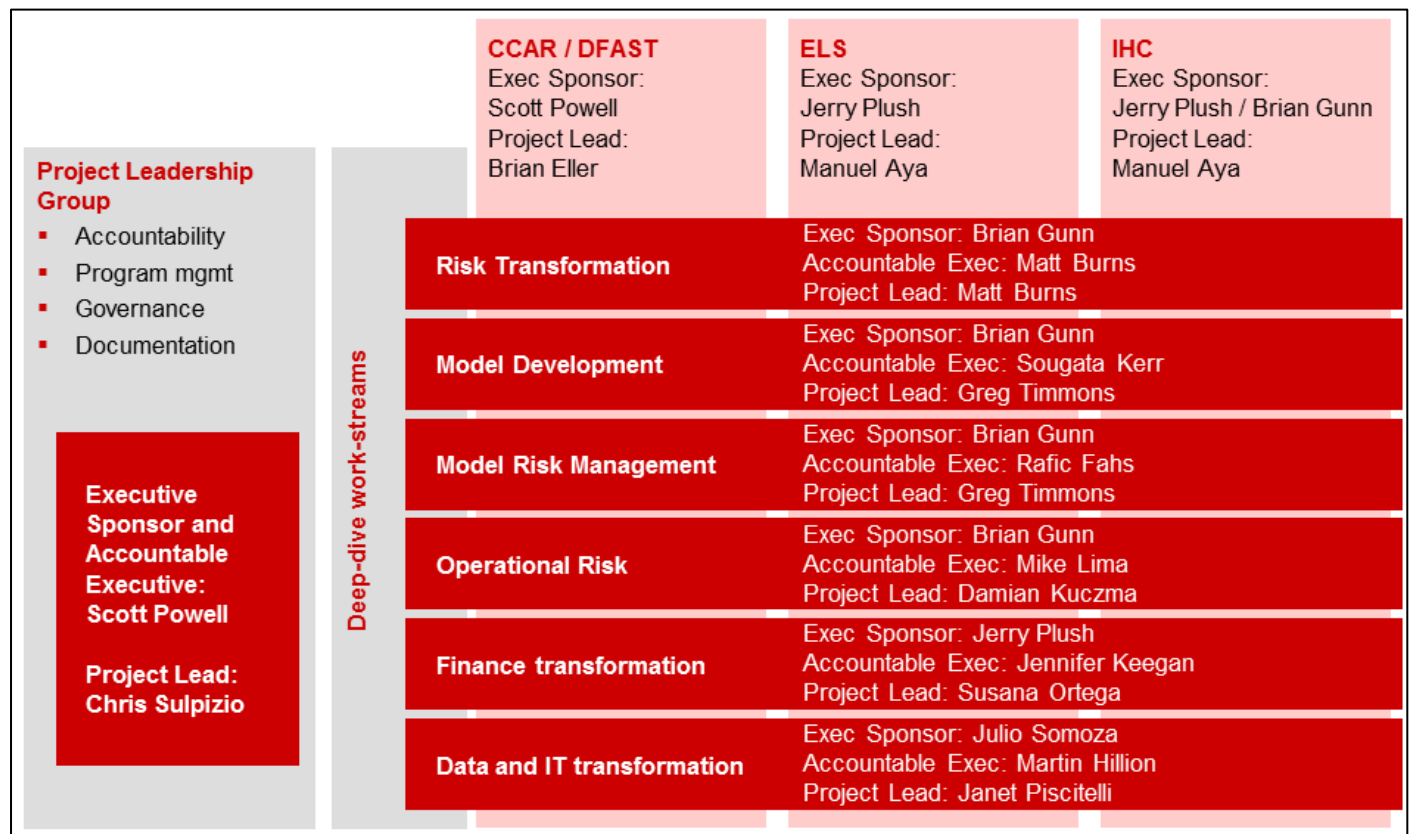 CCAR / DFAST
Exec Sponsor:
Scott Powell
Project Lead:
Brian Eller
ELS
Exec Sponsor:
Jerry Plush
Project Lead:
Manuel Aya
IHC
Exec Sponsor:
Jerry Plush / Brian Gunn
Project Lead:
Manuel Aya
Project Leadership
Group
▪ Accountability
▪ Program mgmt
▪ Governance
▪ Documentation
Executive
Sponsor and
Accountable
Executive:
Scott Powell
Project Lead:
Chris Sulpizio
Deep-dive work-streams
Risk Transformation
Exec Sponsor: Brian Gunn
Accountable Exec: Matt Burns
Project Lead: Matt Burns
Model Development
Exec Sponsor: Brian Gunn
Accountable Exec: Sougata Kerr
Project Lead: Greg Timmons
Model Risk Management
Exec Sponsor: Brian Gunn
Accountable Exec: Rafic Fahs
Project Lead: Greg Timmons
Operational Risk
Exec Sponsor: Brian Gunn
Accountable Exec: Mike Lima
Project Lead: Damian Kuczma
Finance transformation
Exec Sponsor: Jerry Plush
Accountable Exec: Jennifer Keegan
Project Lead: Susana Ortega
Data and IT transformation
Exec Sponsor: Julio Somoza
Accountable Exec: Martin Hillion
Project Lead: Janet Piscitelli